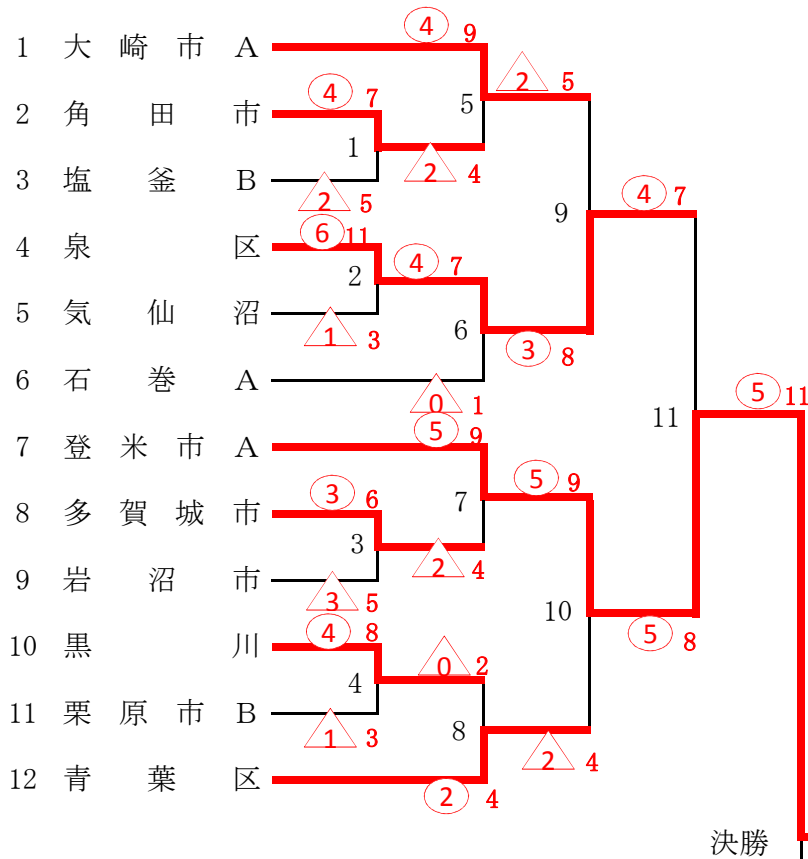 ④ 9
1 大崎市 A
△2 5
④ 7
5
2 角田市
1
△2 4
3 塩釜 B
△2 5
④ 7
9
⑥ 11
4 泉区
④ 7
2
5 気仙沼
6
△1 3
③ 8
6 石巻 A
△0 1
⑤ 11
11
⑤ 9
7 登米市 A
⑤ 9
③ 6
7
8 多賀城市
3
△2 4
9 岩沼市
△3 5
10
④ 8
⑤ 8
10 黒川
△0 2
4
11 栗原市 B
8
△1 3
△2 4
12 青葉区
② 4
決勝